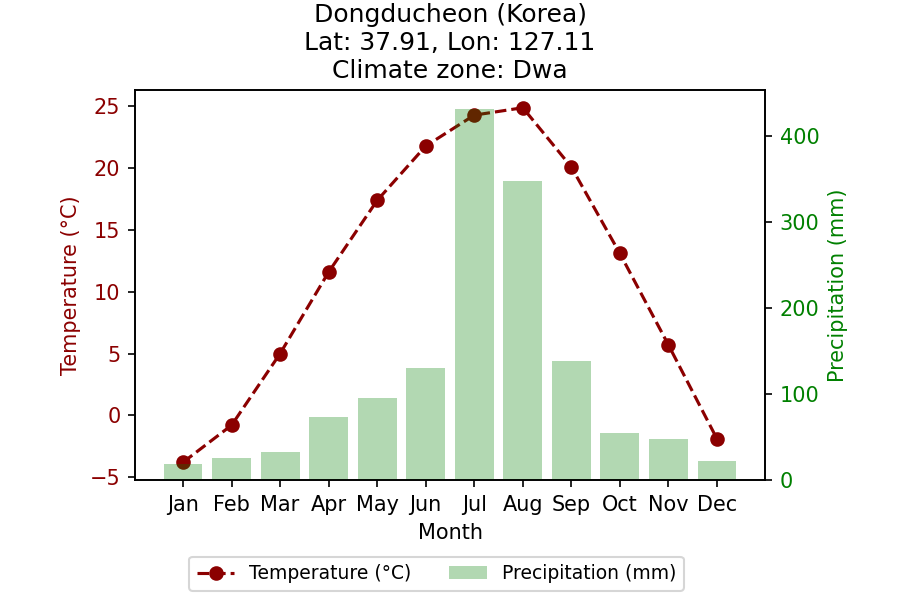 Dongducheon (Korea)
Lat: 37.91, Lon: 127.11
Climate zone: Dwa
Temperature (°C)
25
20
15
10
5
0
−5
Precipitation (mm)
400
300
200
100
0
Jan Feb Mar Apr May Jun Jul Aug Sep Oct Nov Dec
Month
Temperature (°C) Precipitation (mm)